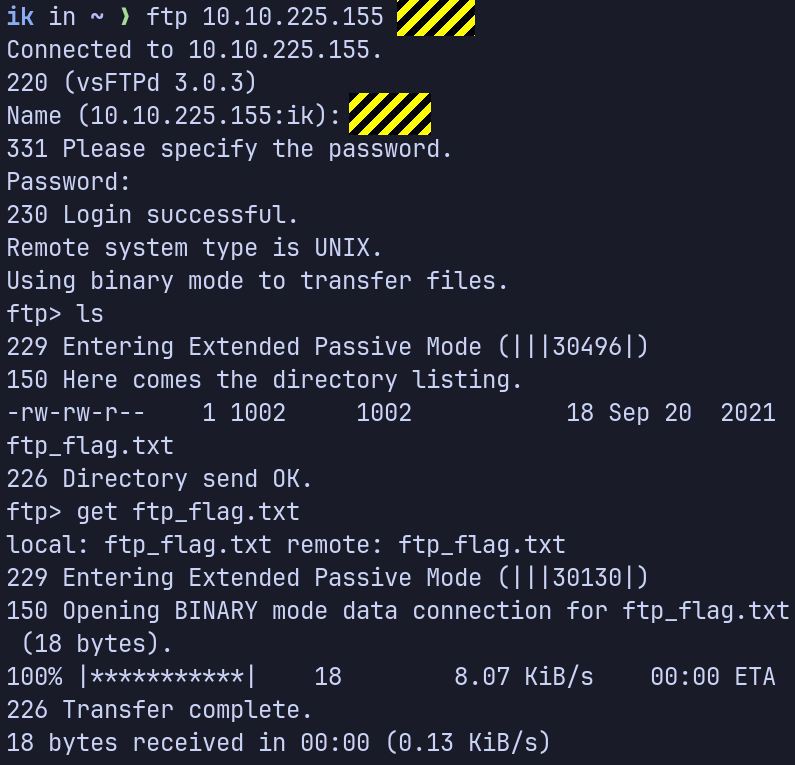 ik in ~ ❯ ftp 10.10.225.155
Connected to 10.10.225.155.
220 (vsFTPd 3.0.3)
Name (10.10.225.155:ik):
331 Please specify the password.
Password:
230 Login successful.
Remote system type is UNIX.
Using binary mode to transfer files.
ftp> ls
229 Entering Extended Passive Mode (|||30496|)
150 Here comes the directory listing.
-rw-rw-r--    1 1002     1002           18 Sep 20  2021
ftp_flag.txt
226 Directory send OK.
ftp> get ftp_flag.txt
local: ftp_flag.txt remote: ftp_flag.txt
229 Entering Extended Passive Mode (|||30130|)
150 Opening BINARY mode data connection for ftp_flag.txt
 (18 bytes).
100% |***********|    18        8.07 KiB/s    00:00 ETA
226 Transfer complete.
18 bytes received in 00:00 (0.13 KiB/s)